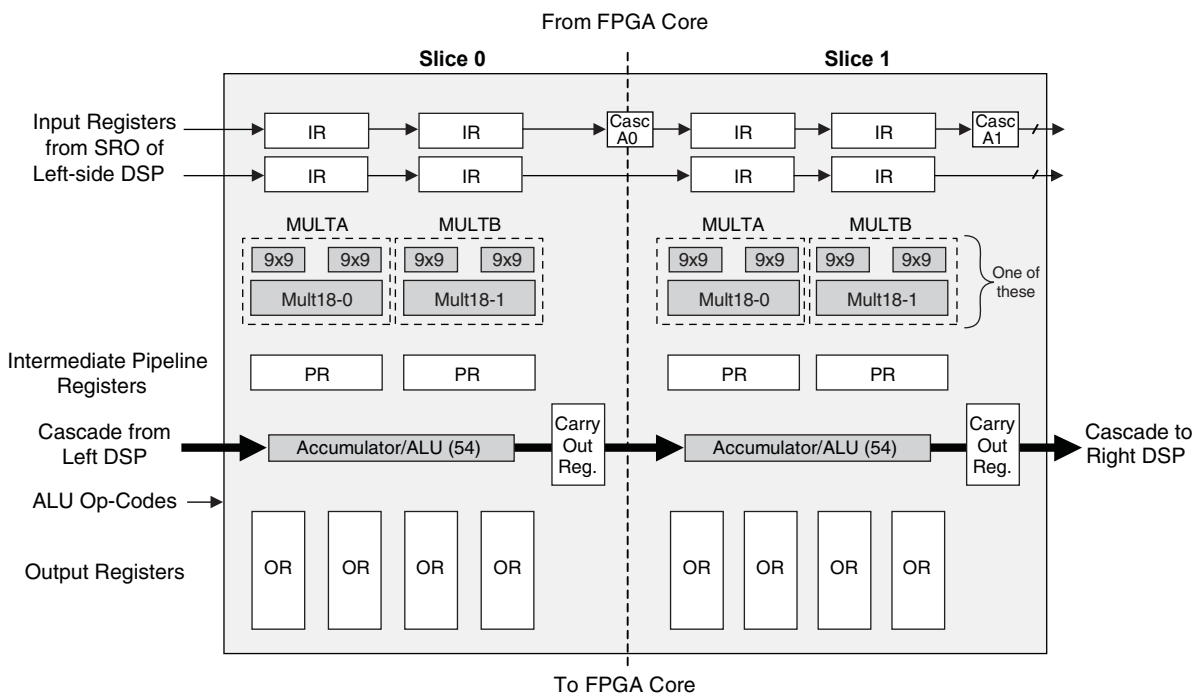 From FPGA Core
Slice 0 Slice 1
Input Registers
from SRO of
Left-side DSP
IR IR Casc
A0 IR IR Casc
A1
IR IR IR IR
MULTA MULTB MULTA MULTB
9x9 9x9 9x9 9x9 9x9 9x9 9x9 9x9
Mult18-0 Mult18-1 Mult18-0 Mult18-1
One of
these
Intermediate Pipeline
Registers
PR PR PR PR
Cascade from
Left DSP
Accumulator/ALU (54)
Carry
Out
Reg.
Accumulator/ALU (54)
Carry
Out
Reg.
Cascade to
Right DSP
ALU Op-Codes
Output Registers
OR OR OR OR OR OR OR OR
To FPGA Core